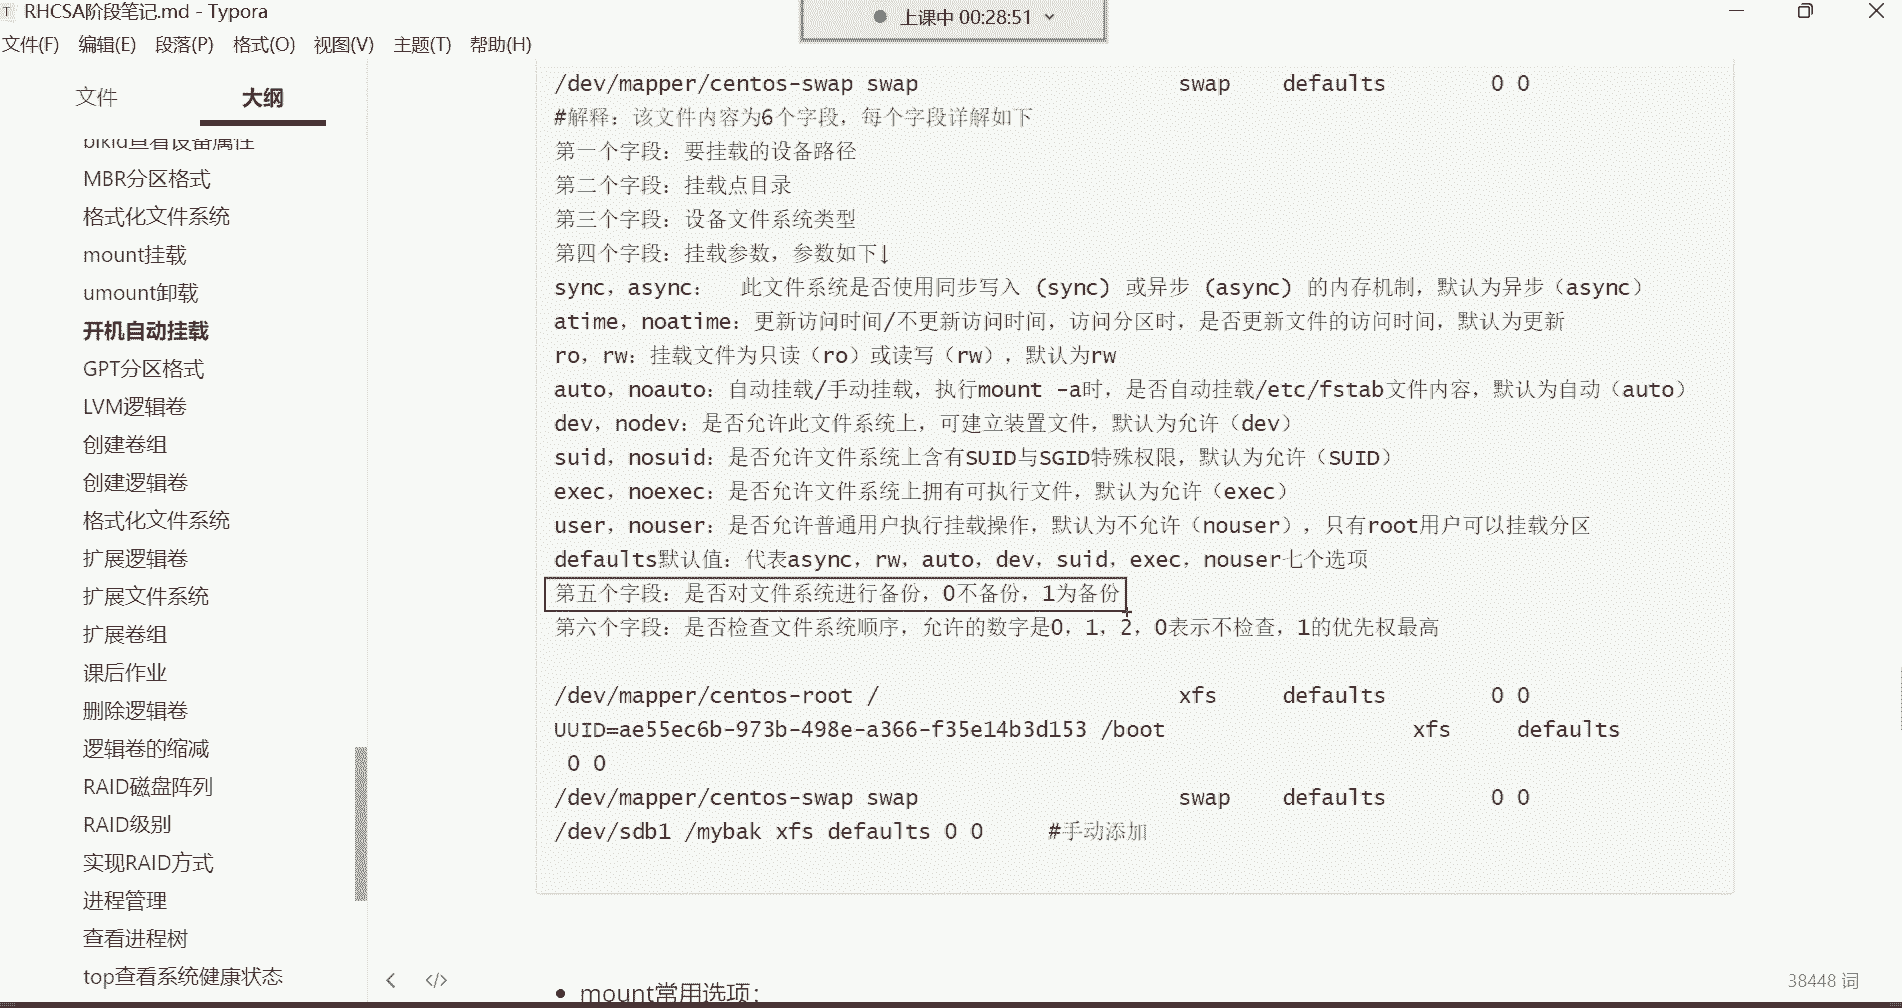 RHCSA阶段笔记.md - Typora
上课中 00:28:51
文件(F) 编辑(E) 段落(P) 格式(O) 视图(V) 主题(T) 帮助(H)
文件 大纲
blkid查看设备属性
MBR分区格式
格式化文件系统
mount挂载
umount卸载
开机自动挂载
GPT分区格式
LVM逻辑卷
创建卷组
创建逻辑卷
格式化文件系统
扩展逻辑卷
扩展文件系统
扩展卷组
课后作业
删除逻辑卷
逻辑卷的缩减
RAID磁盘阵列
RAID级别
实现RAID方式
进程管理
查看进程树
top查看系统健康状态
/dev/mapper/centos-swap swap swap defaults 0 0
#解释：该文件内容为6个字段，每个字段详解如下
第一个字段：要挂载的设备路径
第二个字段：挂载点目录
第三个字段：设备文件系统类型
第四个字段：挂载参数，参数如下↓
sync，async： 此文件系统是否使用同步写入 (sync) 或异步 (async) 的内存机制，默认为异步（async）
atime，noatime：更新访问时间/不更新访问时间，访问分区时，是否更新文件的访问时间，默认为更新
ro，rw：挂载文件为只读（ro）或读写（rw），默认为rw
auto，noauto：自动挂载/手动挂载，执行mount -a时，是否自动挂载/etc/fstab文件内容，默认为自动（auto）
dev，nodev：是否允许此文件系统上，可建立装置文件，默认为允许（dev）
suid，nosuid：是否允许文件系统上含有SUID与SGID特殊权限，默认为允许（SUID）
exec，noexec：是否允许文件系统上拥有可执行文件，默认为允许（exec）
user，nouser：是否允许普通用户执行挂载操作，默认为不允许（nouser），只有root用户可以挂载分区
defaults默认值：代表async，rw，auto，dev，suid，exec，nouser七个选项
第五个字段：是否对文件系统进行备份，0不备份，1为备份
第六个字段：是否检查文件系统顺序，允许的数字是0，1，2，0表示不检查，1的优先权最高
/dev/mapper/centos-root / xfs defaults 0 0
UUID=ae55ec6b-973b-498e-a366-f35e14b3d153 /boot xfs defaults
0 0
/dev/mapper/centos-swap swap swap defaults 0 0
/dev/sdb1 /mybak xfs defaults 0 0 #手动添加
mount常用选项：
38448 词